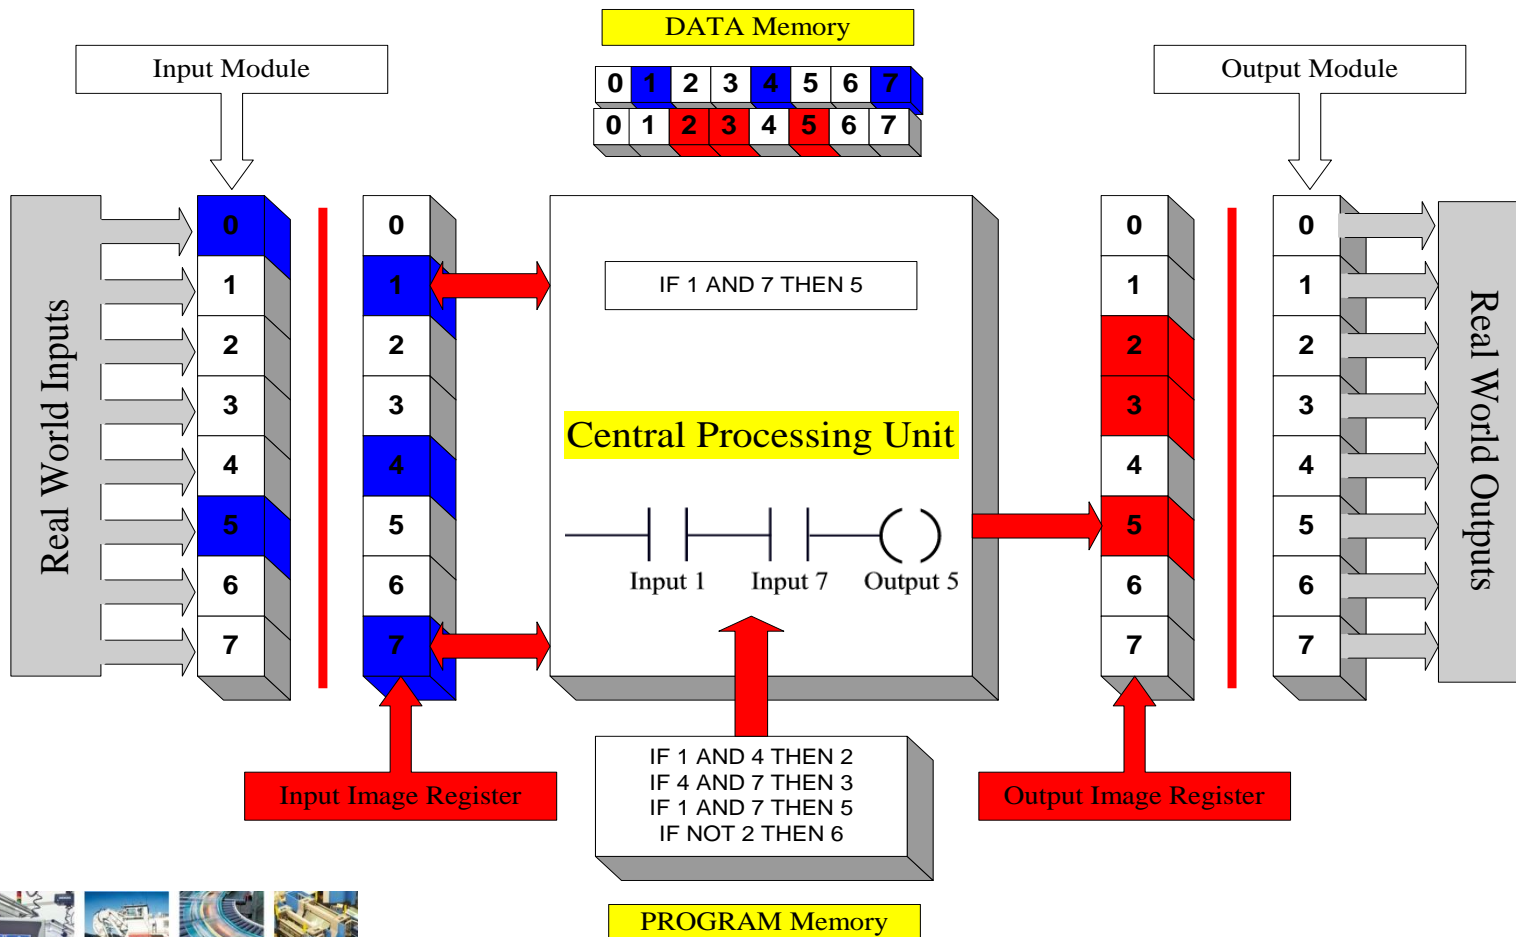 DATA Memory
Input Module
Output Module
0 1 2 3 4 5 6 7
0 1 2 3 4 5 6 7
Real World Inputs
0
1
2
3
4
5
6
7
0
1
2
3
4
5
6
7
IF 1 AND 7 THEN 5
Central Processing Unit
Input 1 Input 7 Output 5
0
1
2
3
4
5
6
7
0
1
2
3
4
5
6
7
Real World Outputs
Input Image Register
IF 1 AND 4 THEN 2
IF 4 AND 7 THEN 3
IF 1 AND 7 THEN 5
IF NOT 2 THEN 6
Output Image Register
PROGRAM Memory